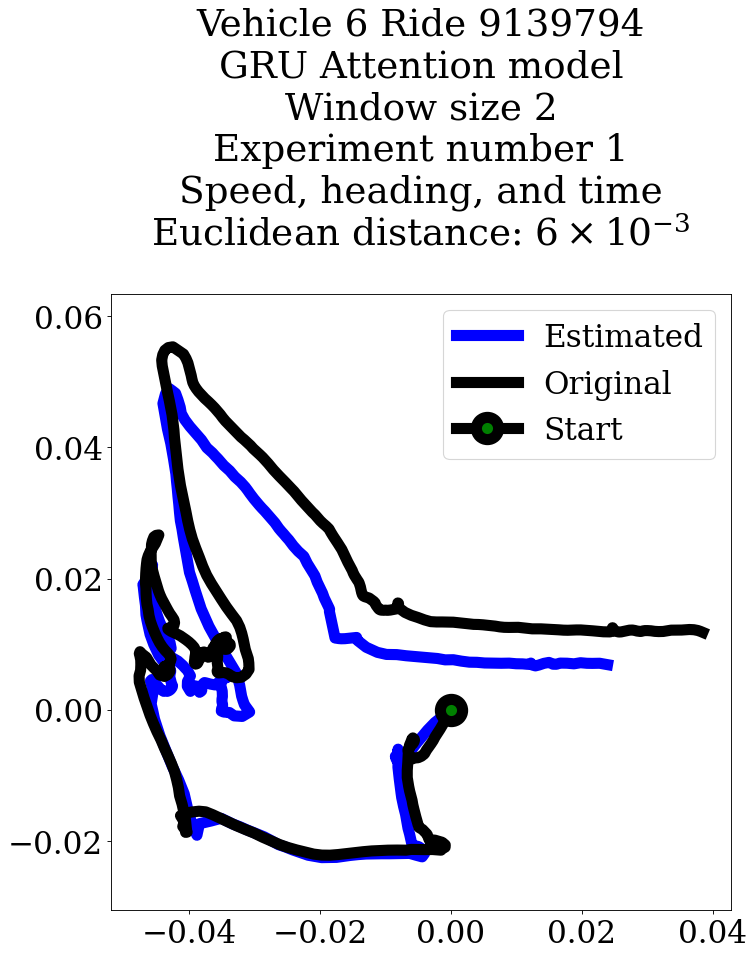 Vehicle 6 Ride 9139794
GRU Attention model
Window size 2
Experiment number 1
Speed, heading, and time
Euclidean distance: 6 × 10⁻³
0.06
0.04
0.02
0.00
−0.02
Estimated
Original
Start
−0.04 −0.02 0.00 0.02 0.04